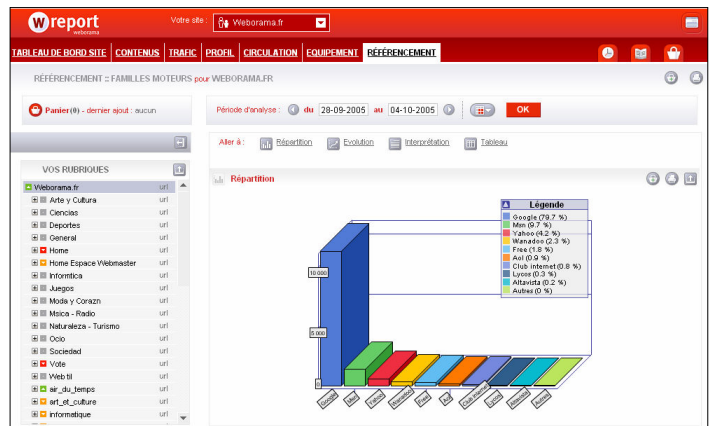 Wreport
weborama
Votre site : Weborama.fr
TABLEAU DE BORD SITE CONTENUS TRAFIC PROFIL CIRCULATION EQUIPEMENT RÉFÉRENCEMENT
RÉFÉRENCEMENT :: FAMILLES MOTEURS pour WEBORAMA.FR
Panier(0) - dernier ajout : aucun
Période d'analyse : du 28-09-2005 au 04-10-2005 OK
Aller à : Répartition Evolution Interprétation Tableau
VOS RUBRIQUES
Weborama.fr url
Arte y Cultura url
Ciencias url
Deportes url
General url
Home url
Home Espace Webmaster url
Informtica url
Juegos url
Moda y Corazn url
Msica - Radio url
Naturaleza - Turismo url
Ocio url
Sociedad url
Vote url
Web til url
air_du_temps url
art_et_culture url
informatique url
Répartition
Légende
Google (79.7 %)
Msn (9.7 %)
Yahoo (4.2 %)
Wanadoo (2.3 %)
Free (1.8 %)
Aol (0.9 %)
Club internet (0.8 %)
Lycos (0.3 %)
Altavista (0.2 %)
Autres (0 %)
10 000
5 000
0
Google
Msn
Yahoo
Wanadoo
Free
Aol
Club internet
Lycos
Altavista
Autres